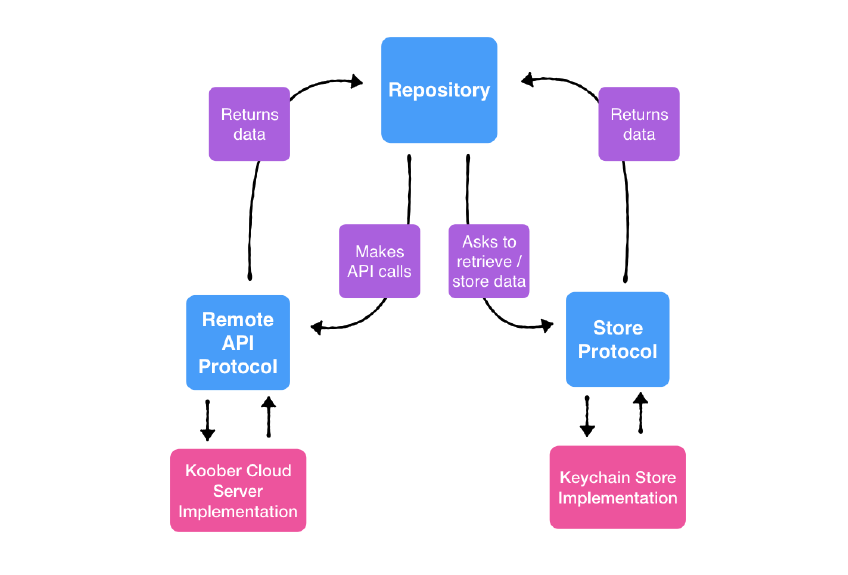 Repository
Returns
data
Returns
data
Makes
API calls
Asks to
retrieve /
store data
Remote
API
Protocol
Store
Protocol
Koober Cloud
Server
Implementation
Keychain Store
Implementation